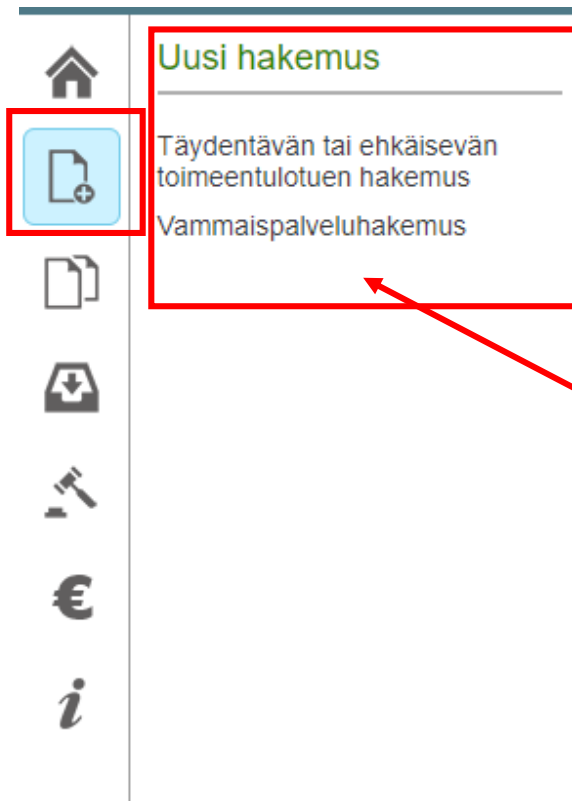 Uusi hakemus
Täydentävän tai ehkäisevän
toimeentulotuen hakemus
Vammaispalveluhakemus
€
i